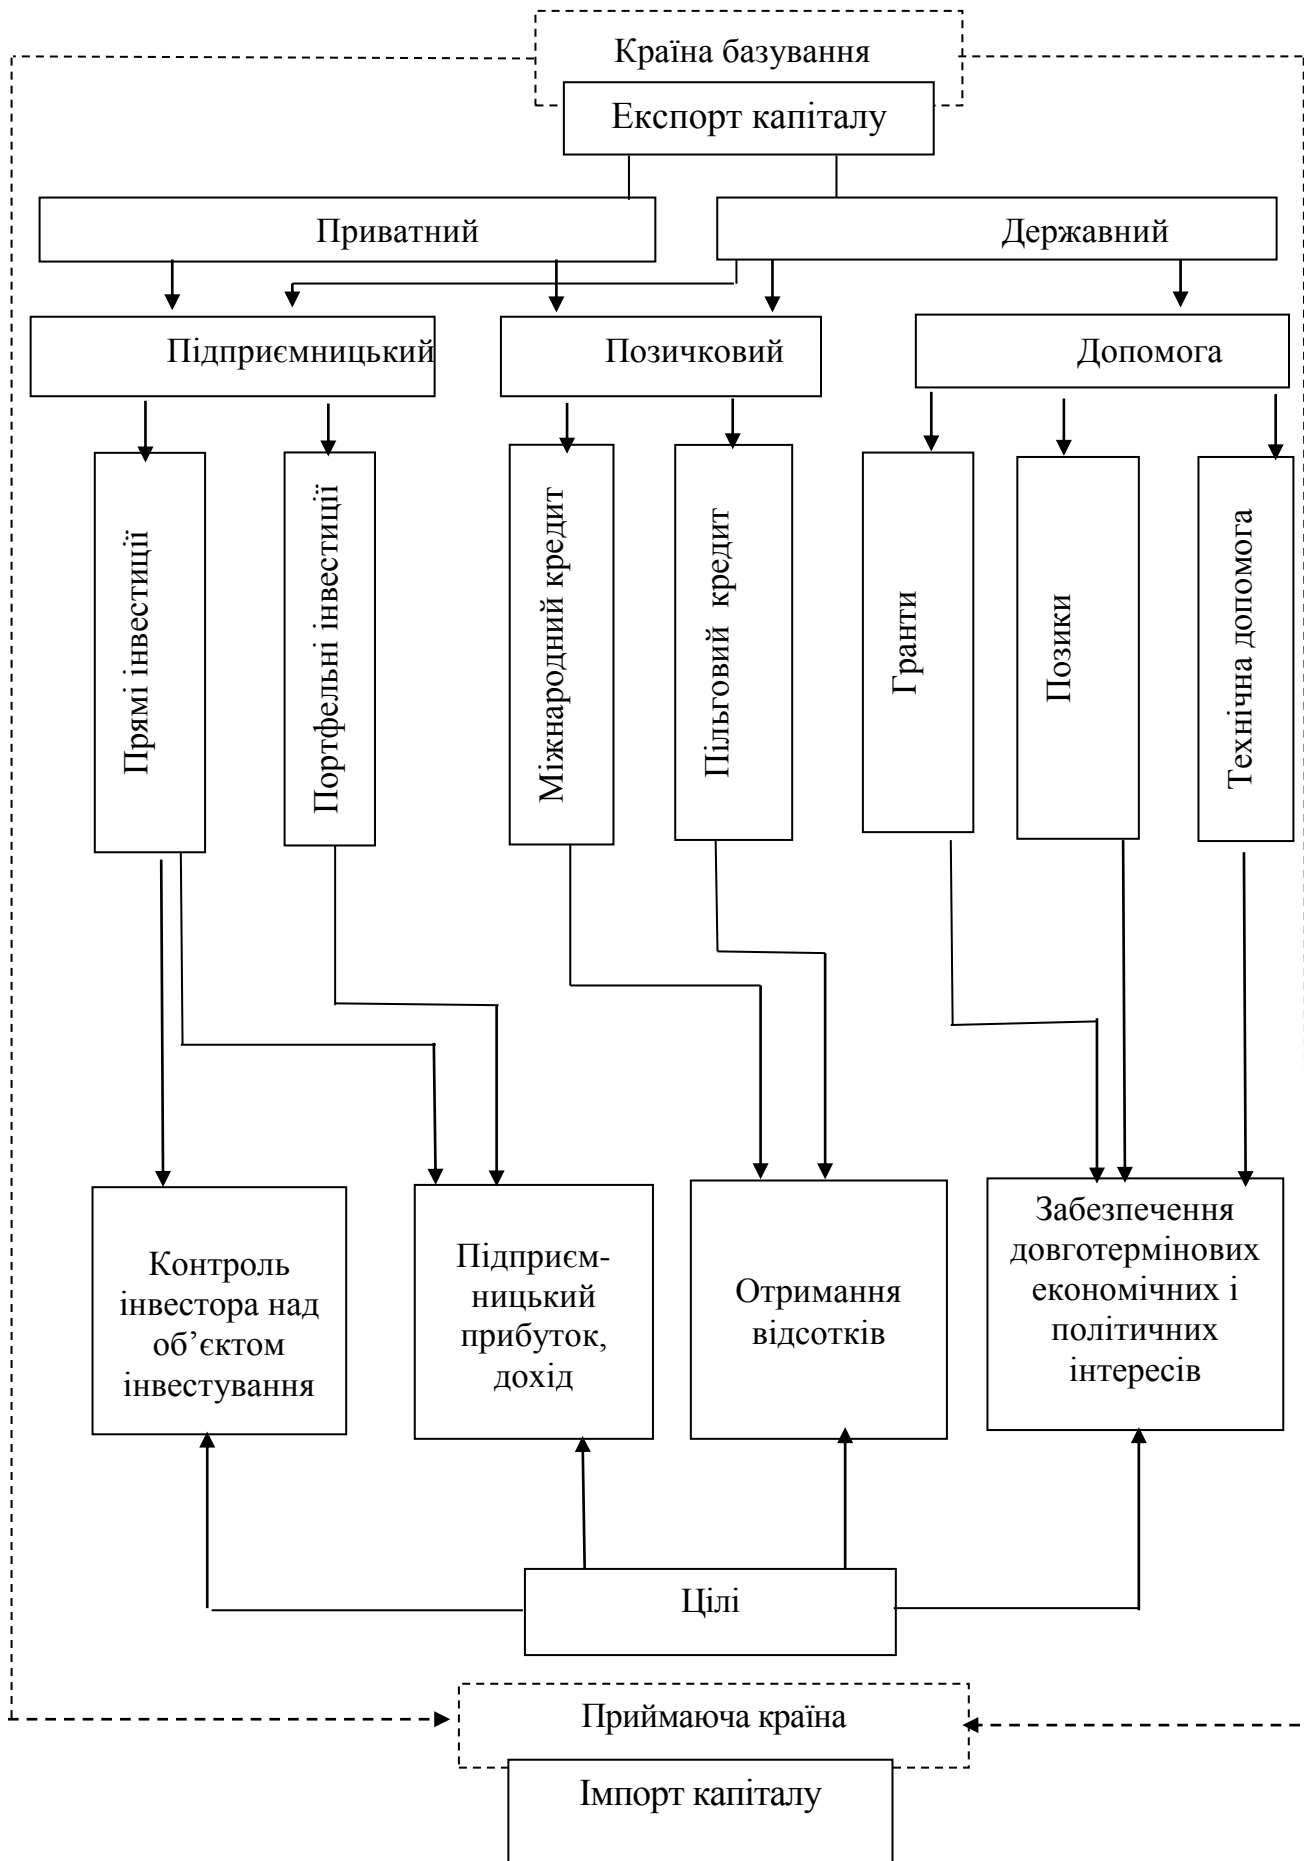 Країна базування
Експорт капіталу
Приватний
Державний
Підприємницький
Позичковий
Допомога
Прямі інвестиції
Портфельні інвестиції
Міжнародний кредит
Пільговий кредит
Гранти
Позики
Технічна допомога
Контроль
інвестора над
об’єктом
інвестування
Підприєм-
ницький
прибуток,
дохід
Отримання
відсотків
Забезпечення
довготермінових
економічних і
політичних
інтересів
Цілі
Приймаюча країна
Імпорт капіталу